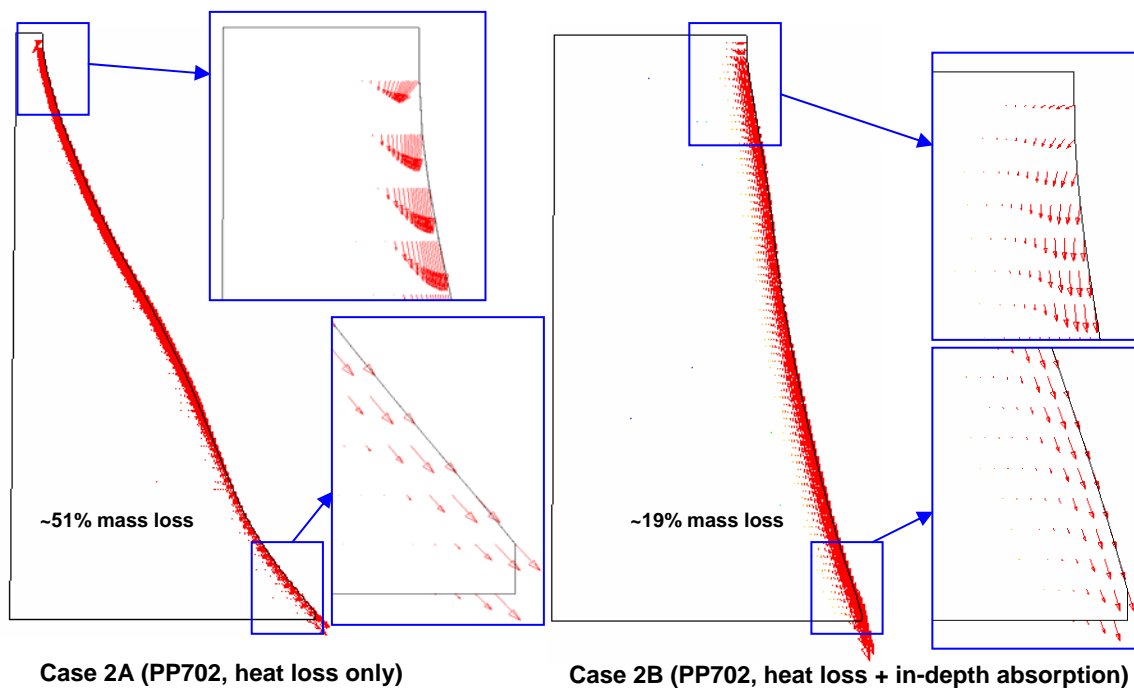 ~51% mass loss
~19% mass loss
Case 2A (PP702, heat loss only)
Case 2B (PP702, heat loss + in-depth absorption)